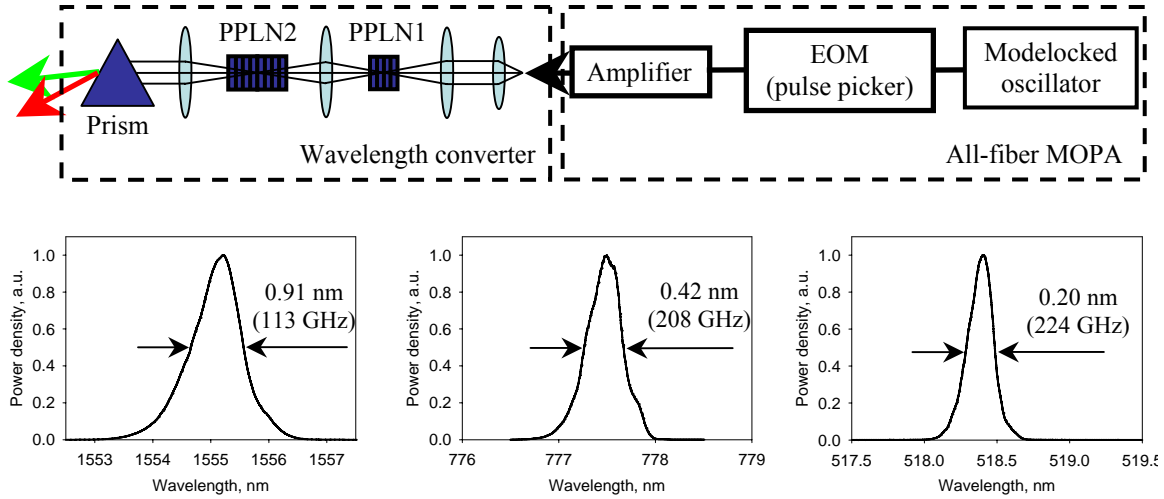 PPLN2
PPLN1
Prism
Wavelength converter
Amplifier
EOM
(pulse picker)
Modelocked
oscillator
All-fiber MOPA
Power density, a.u.
1.0
0.8
0.6
0.4
0.2
0.0
0.91 nm
(113 GHz)
1553
1554
1555
1556
1557
Wavelength, nm
Power density, a.u.
1.0
0.8
0.6
0.4
0.2
0.0
0.42 nm
(208 GHz)
776
777
778
779
Wavelength, nm
Power density, a.u.
1.0
0.8
0.6
0.4
0.2
0.0
0.20 nm
(224 GHz)
517.5
518.0
518.5
519.0
519.5
Wavelength, nm